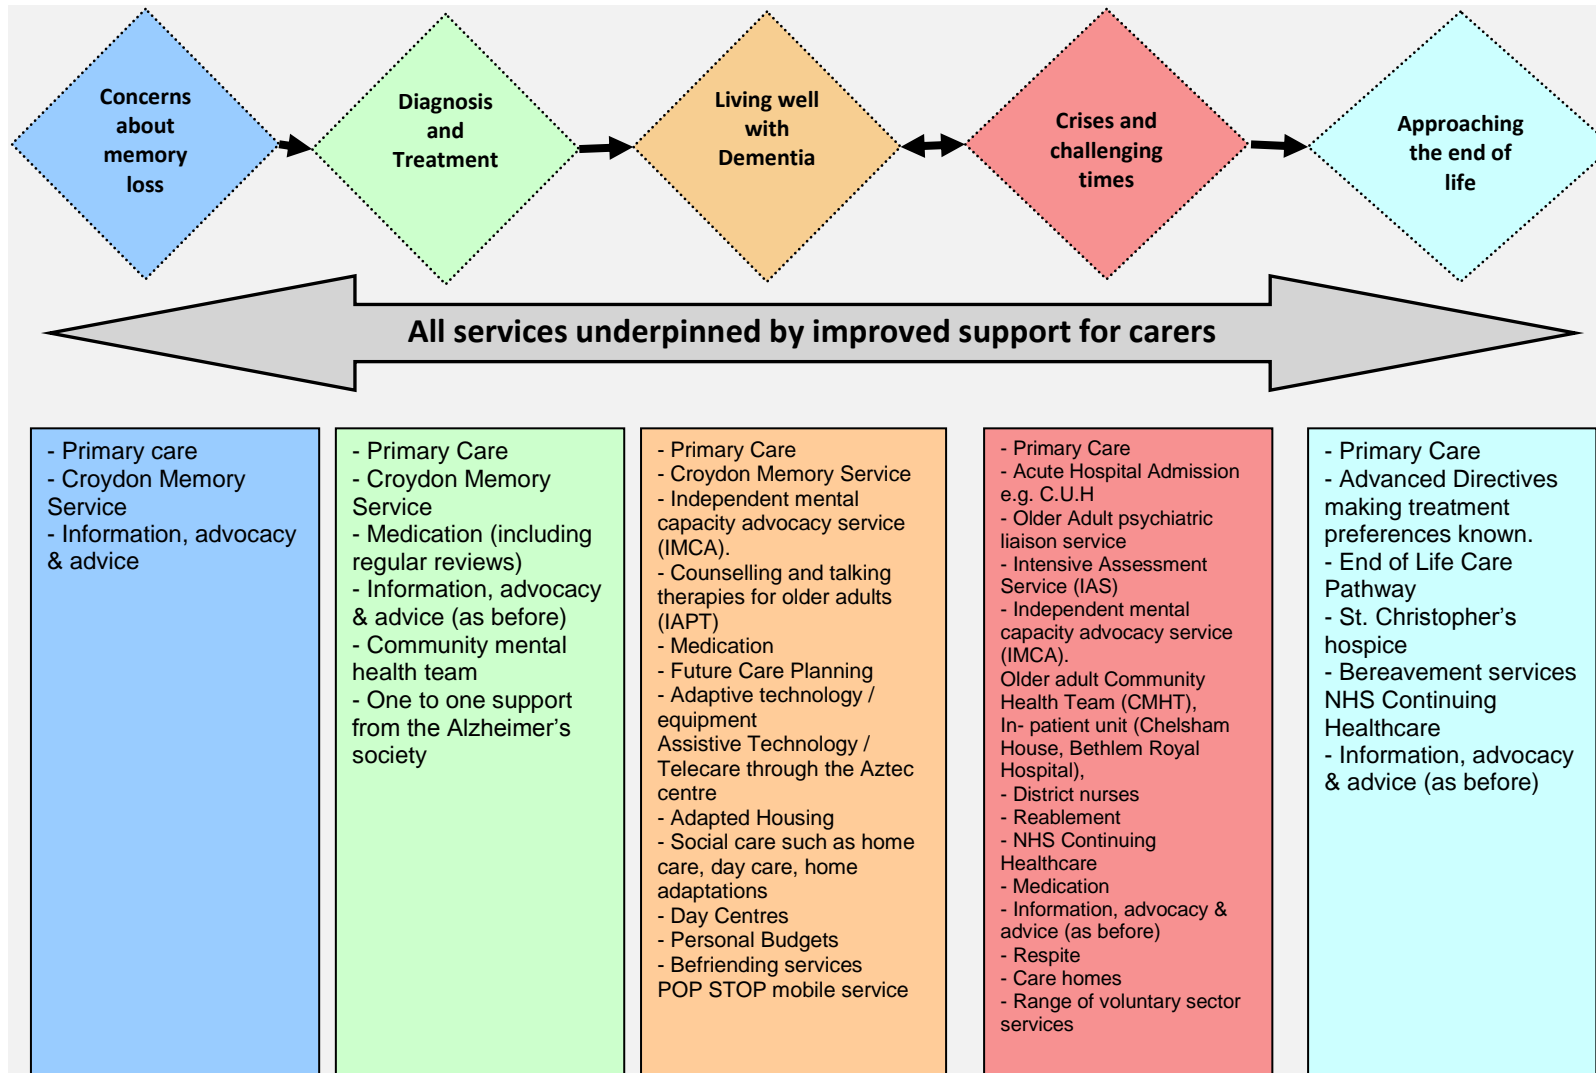 Concerns
about
memory
loss
Diagnosis
and
Treatment
Living well
with
Dementia
Crises and
challenging
times
Approaching
the end of
life
All services underpinned by improved support for carers
- Primary care
- Croydon Memory
Service
- Information, advocacy
& advice
- Primary Care
- Croydon Memory
Service
- Medication (including
regular reviews)
- Information, advocacy
& advice (as before)
- Community mental
health team
- One to one support
from the Alzheimer's
society
- Primary Care
- Croydon Memory Service
- Independent mental
capacity advocacy service
(IMCA).
- Counselling and talking
therapies for older adults
(IAPT)
- Medication
- Future Care Planning
- Adaptive technology /
equipment
Assistive Technology /
Telecare through the Aztec
centre
- Adapted Housing
- Social care such as home
care, day care, home
adaptations
- Day Centres
- Personal Budgets
- Befriending services
POP STOP mobile service
- Primary Care
- Acute Hospital Admission
e.g. C.U.H
- Older Adult psychiatric
liaison service
- Intensive Assessment
Service (IAS)
- Independent mental
capacity advocacy service
(IMCA).
Older adult Community
Health Team (CMHT),
In- patient unit (Chelsham
House, Bethlem Royal
Hospital),
- District nurses
- Reablement
- NHS Continuing
Healthcare
- Medication
- Information, advocacy &
advice (as before)
- Respite
- Care homes
- Range of voluntary sector
services
- Primary Care
- Advanced Directives
making treatment
preferences known.
- End of Life Care
Pathway
- St. Christopher's
hospice
- Bereavement services
NHS Continuing
Healthcare
- Information, advocacy
& advice (as before)